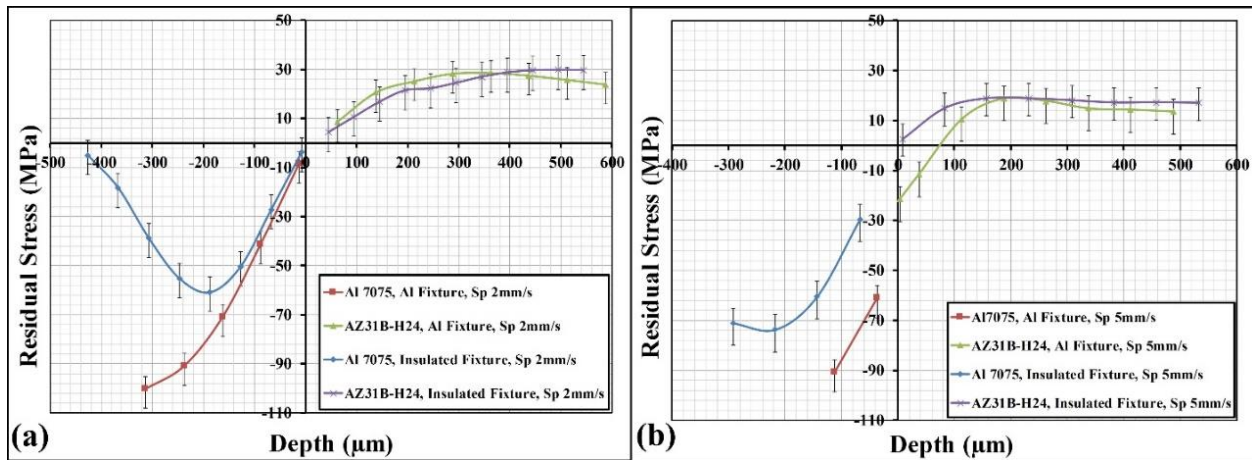 Residual Stress (MPa)
50
30
10
-10
-30
-50
-70
-90
-110
-500
-400
-300
-200
-100
0
100
200
300
400
500
600
Al 7075, Al Fixture, Sp 2mm/s
AZ31B-H24, Al Fixture, Sp 2mm/s
Al 7075, Insulated Fixture, Sp 2mm/s
AZ31B-H24, Insulated Fixture, Sp 2mm/s
(a)
Depth (μm)
Residual Stress (MPa)
50
30
10
-10
-30
-50
-70
-90
-110
-400
-300
-200
-100
0
100
200
300
400
500
600
Al7075, Al Fixture, Sp 5mm/s
AZ31B-H24, Al Fixture, Sp 5mm/s
Al 7075, Insulated Fixture, Sp 5mm/s
AZ31B-H24, Insulated Fixture, Sp 5mm/s
(b)
Depth (μm)